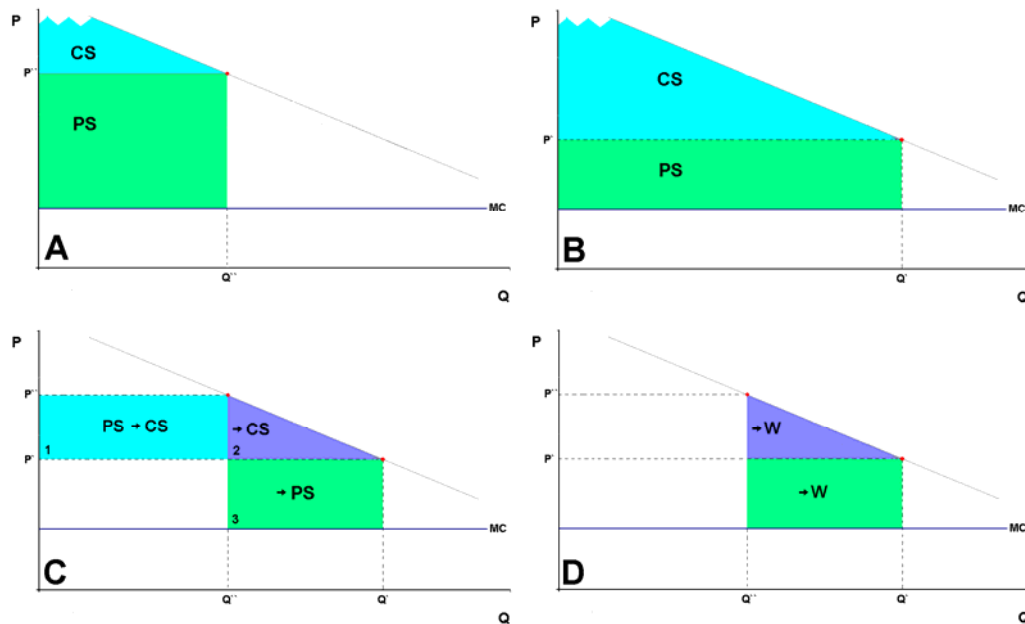 P
CS
P``
PS
MC
A
Q``
Q
P
CS
P`
PS
MC
B
Q`
Q
P
P``
PS → CS
→ CS
1
2
P`
→ PS
3
MC
C
Q``
Q`
Q
P
P``
→ W
P`
→ W
MC
D
Q``
Q`
Q